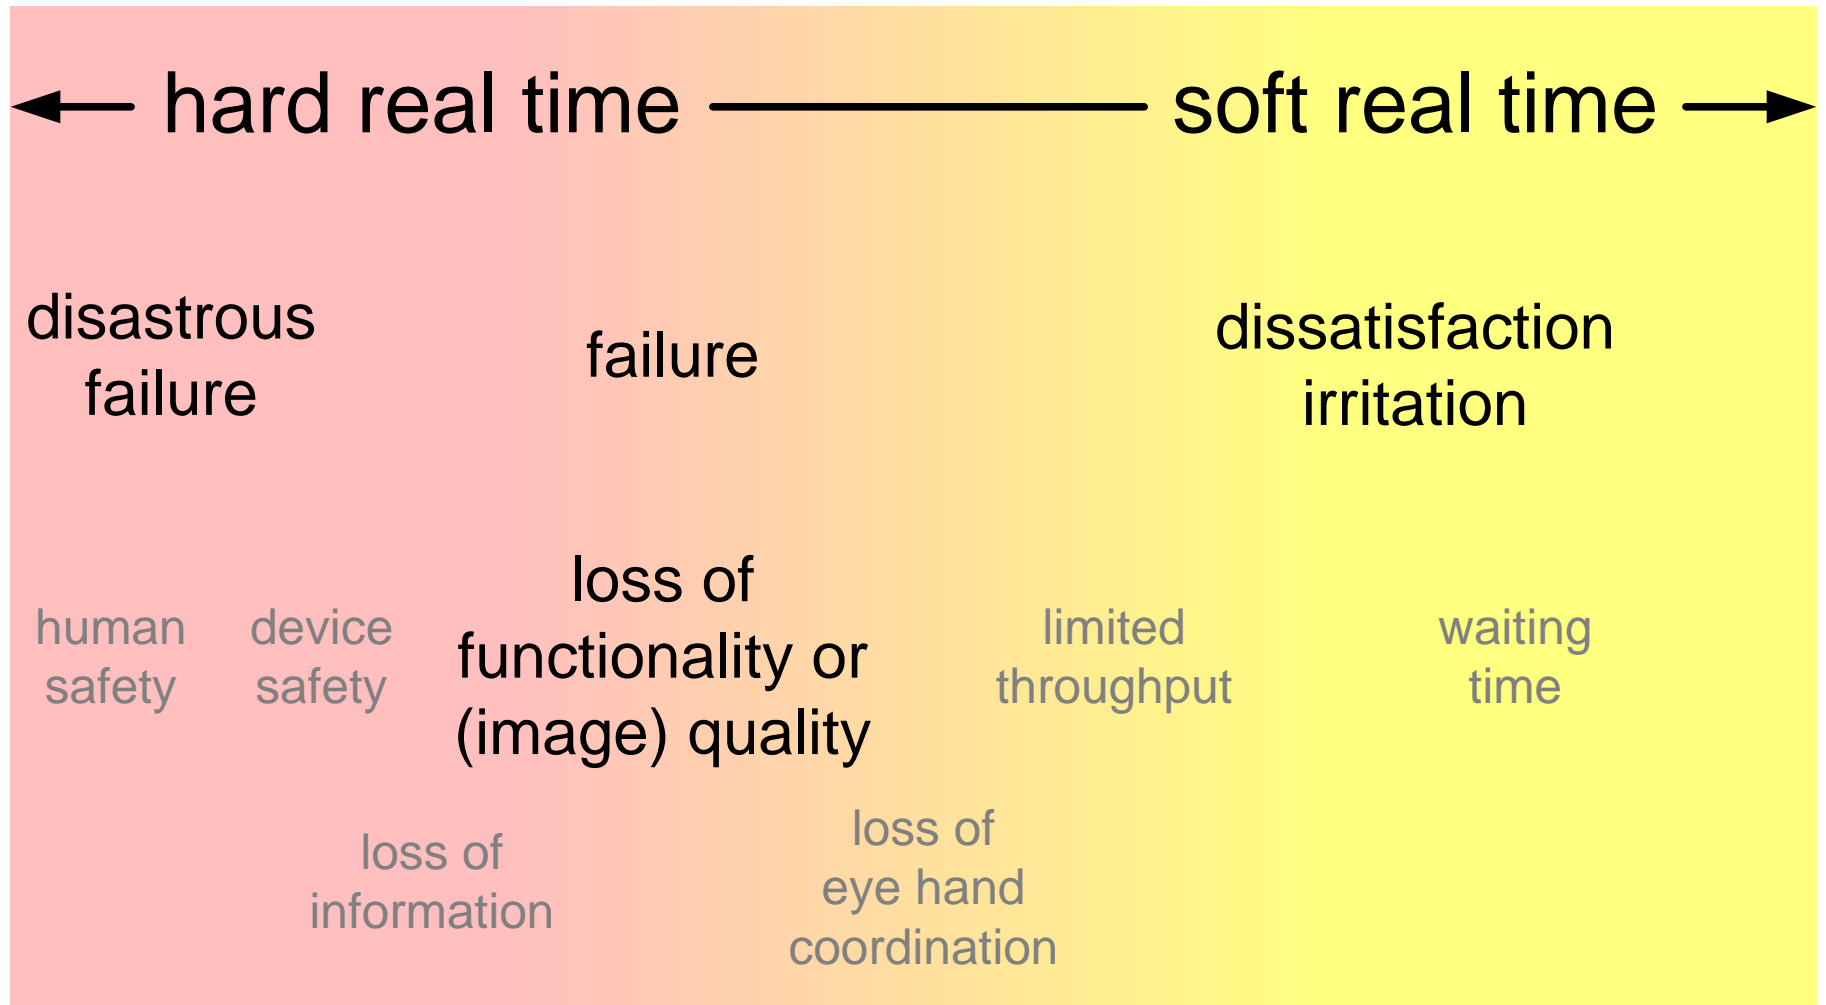 hard real time
soft real time
disastrous
failure
failure
dissatisfaction
irritation
human
safety
device
safety
loss of
functionality or
(image) quality
limited
throughput
waiting
time
loss of
information
loss of
eye hand
coordination